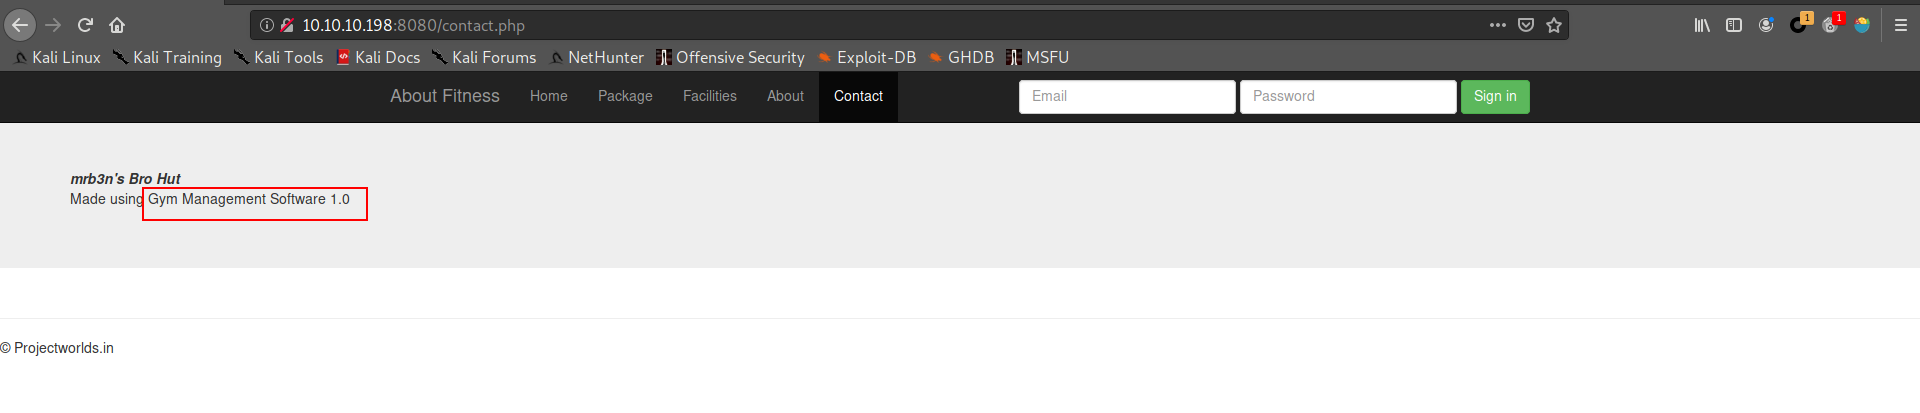 10.10.10.198:8080/contact.php
1
1
Kali Linux Kali Training Kali Tools Kali Docs Kali Forums NetHunter Offensive Security Exploit-DB GHDB MSFU
About Fitness Home Package Facilities About Contact Email Password Sign in
mrb3n's Bro Hut
Made using Gym Management Software 1.0
© Projectworlds.in